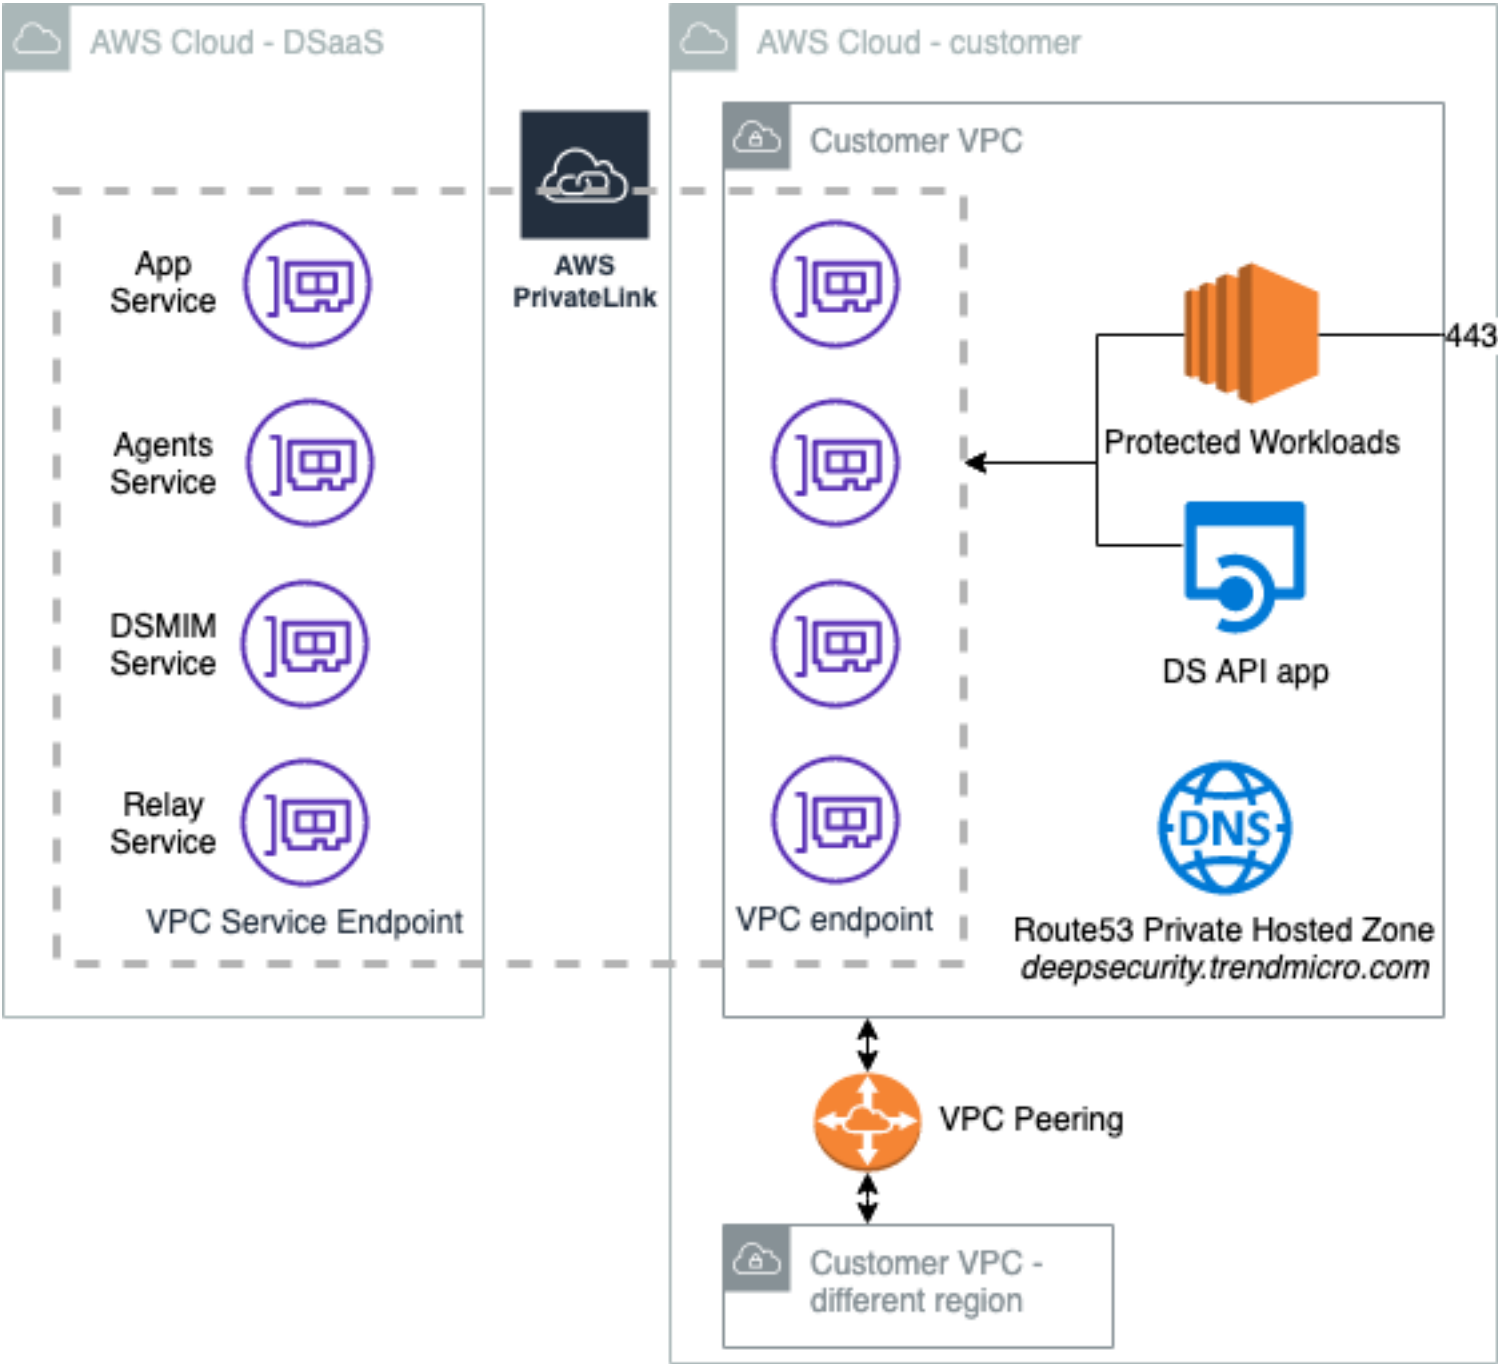 AWS Cloud - DSaaS
AWS Cloud - customer
Customer VPC
AWS
PrivateLink
App
Service
Agents
Service
DSMIM
Service
Relay
Service
VPC Service Endpoint
VPC endpoint
443
Protected Workloads
DS API app
DNS
Route53 Private Hosted Zone
deepsecurity.trendmicro.com
VPC Peering
Customer VPC -
different region